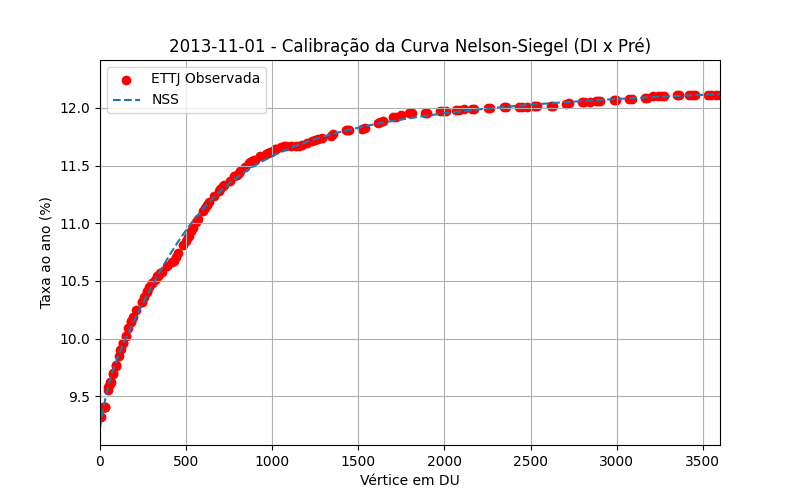 2013-11-01 - Calibração da Curva Nelson-Siegel (DI x Pré)
ETTJ Observada
NSS
Taxa ao ano (%)
12.0
11.5
11.0
10.5
10.0
9.5
0 500 1000 1500 2000 2500 3000 3500
Vértice em DU